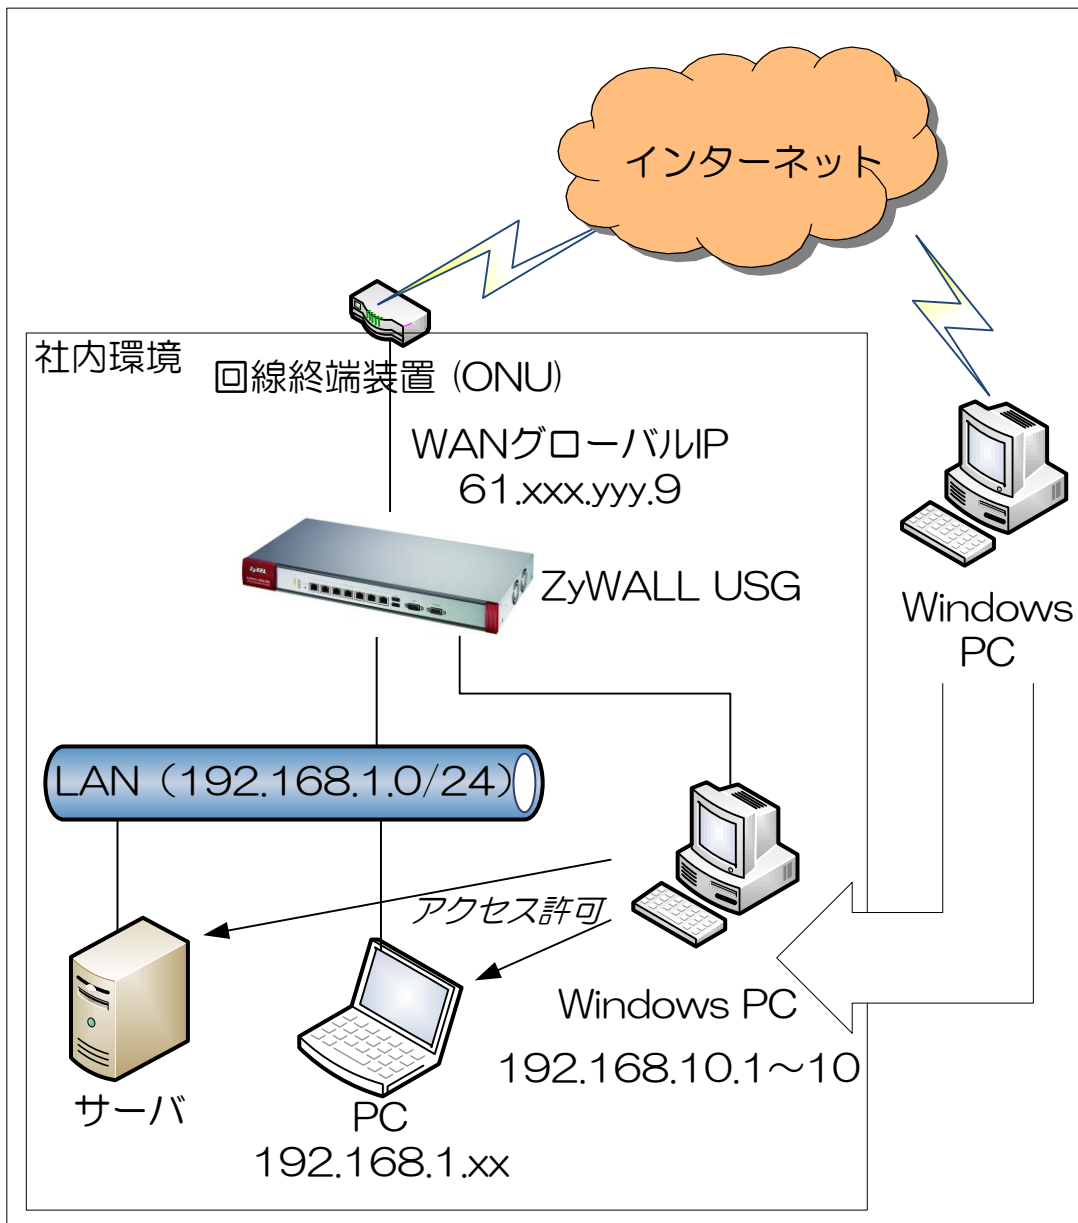 インターネット
社内環境
回線終端装置 (ONU)
WANグローバルIP
61.xxx.yyy.9
ZyXEL
ZyWALL USG
Windows
PC
LAN（192.168.1.0/24）
アクセス許可
Windows PC
192.168.10.1～10
サーバ
PC
192.168.1.xx